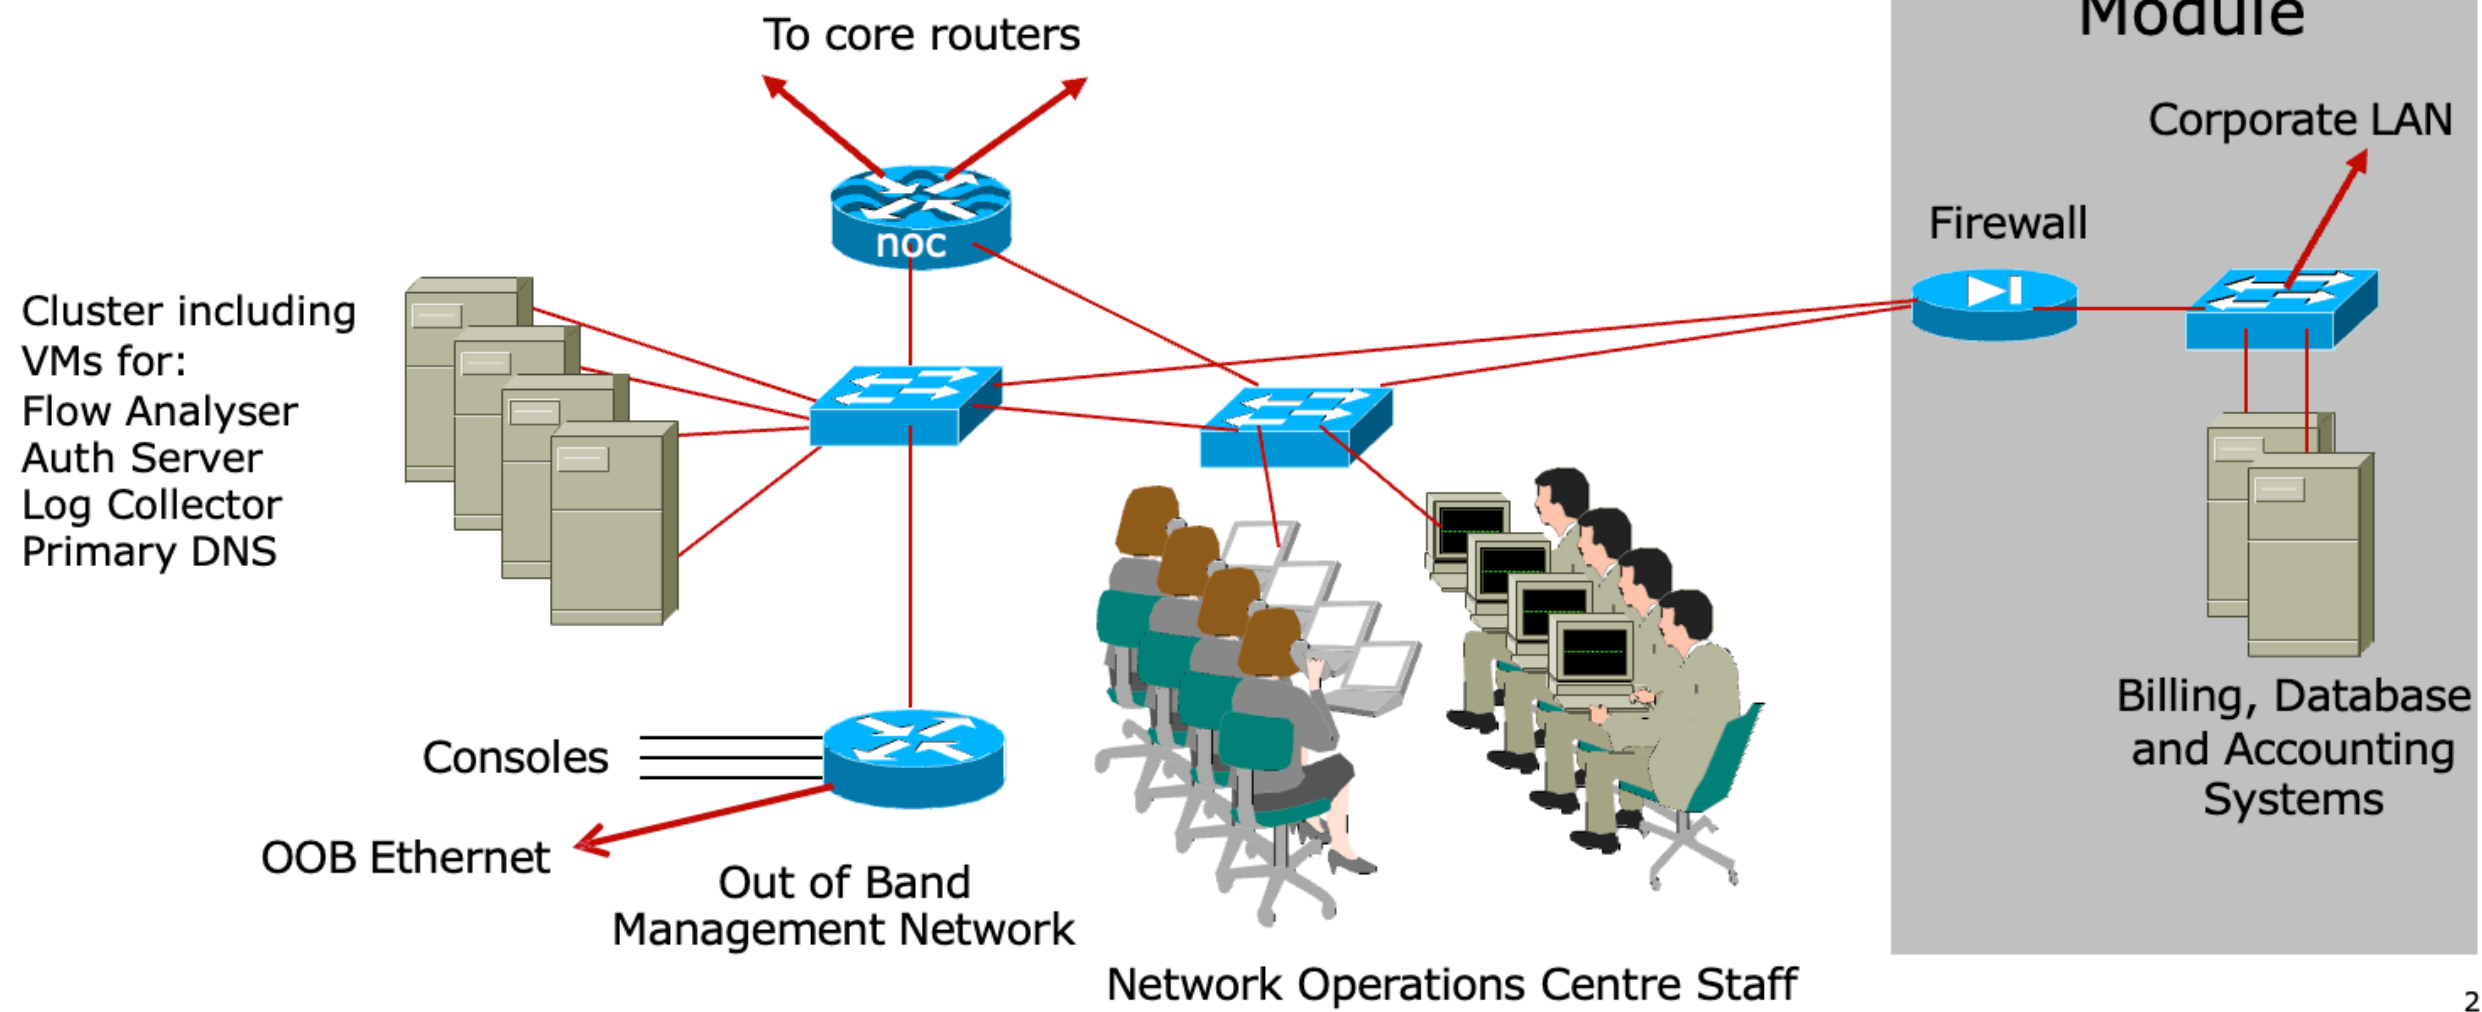 To core routers
Module
Corporate LAN
Firewall
noc
Cluster including
VMs for:
Flow Analyser
Auth Server
Log Collector
Primary DNS
Consoles
OOB Ethernet
Out of Band
Management Network
Network Operations Centre Staff
Billing, Database
and Accounting
Systems
2